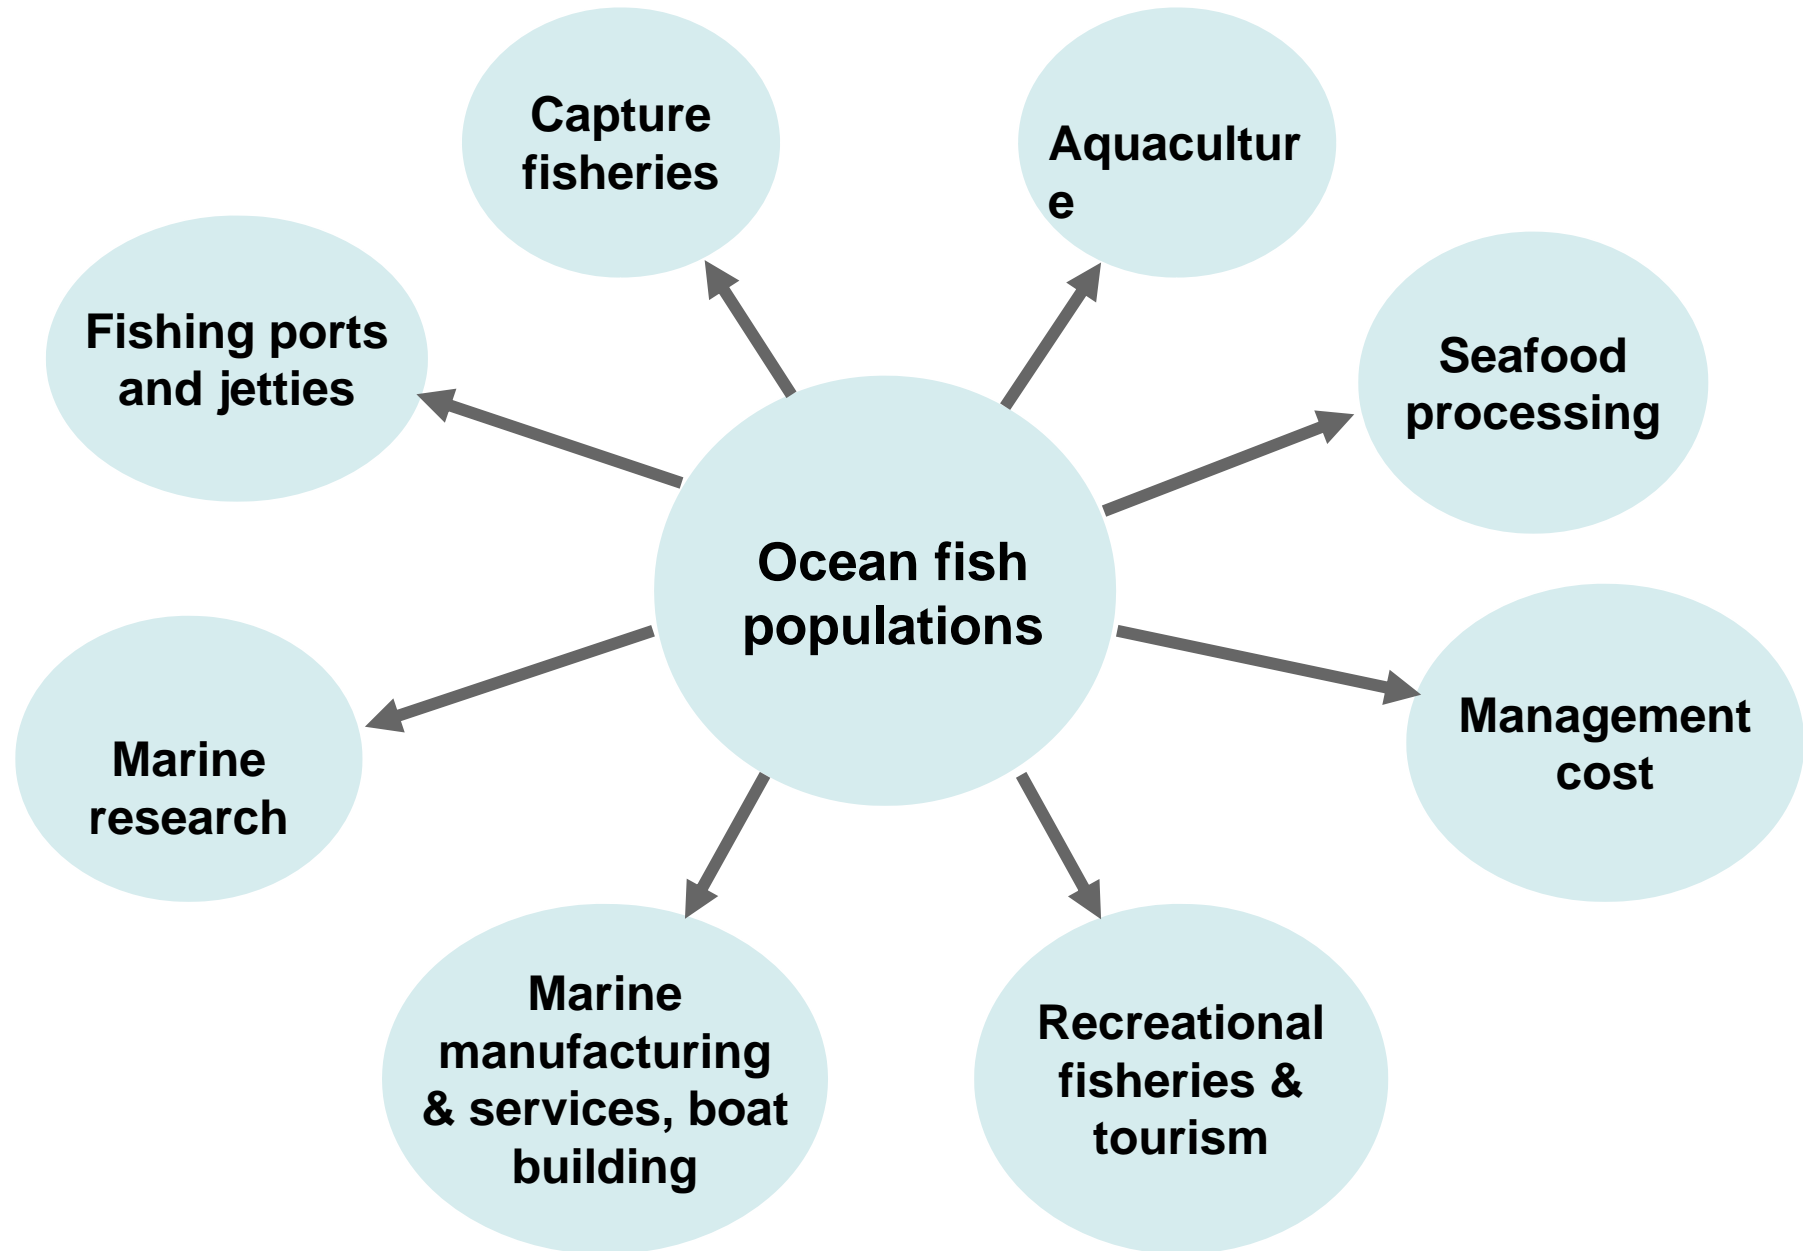 Capture
fisheries
Aquacultur
e
Fishing ports
and jetties
Seafood
processing
Ocean fish
populations
Management
cost
Marine
research
Marine
manufacturing
& services, boat
building
Recreational
fisheries &
tourism